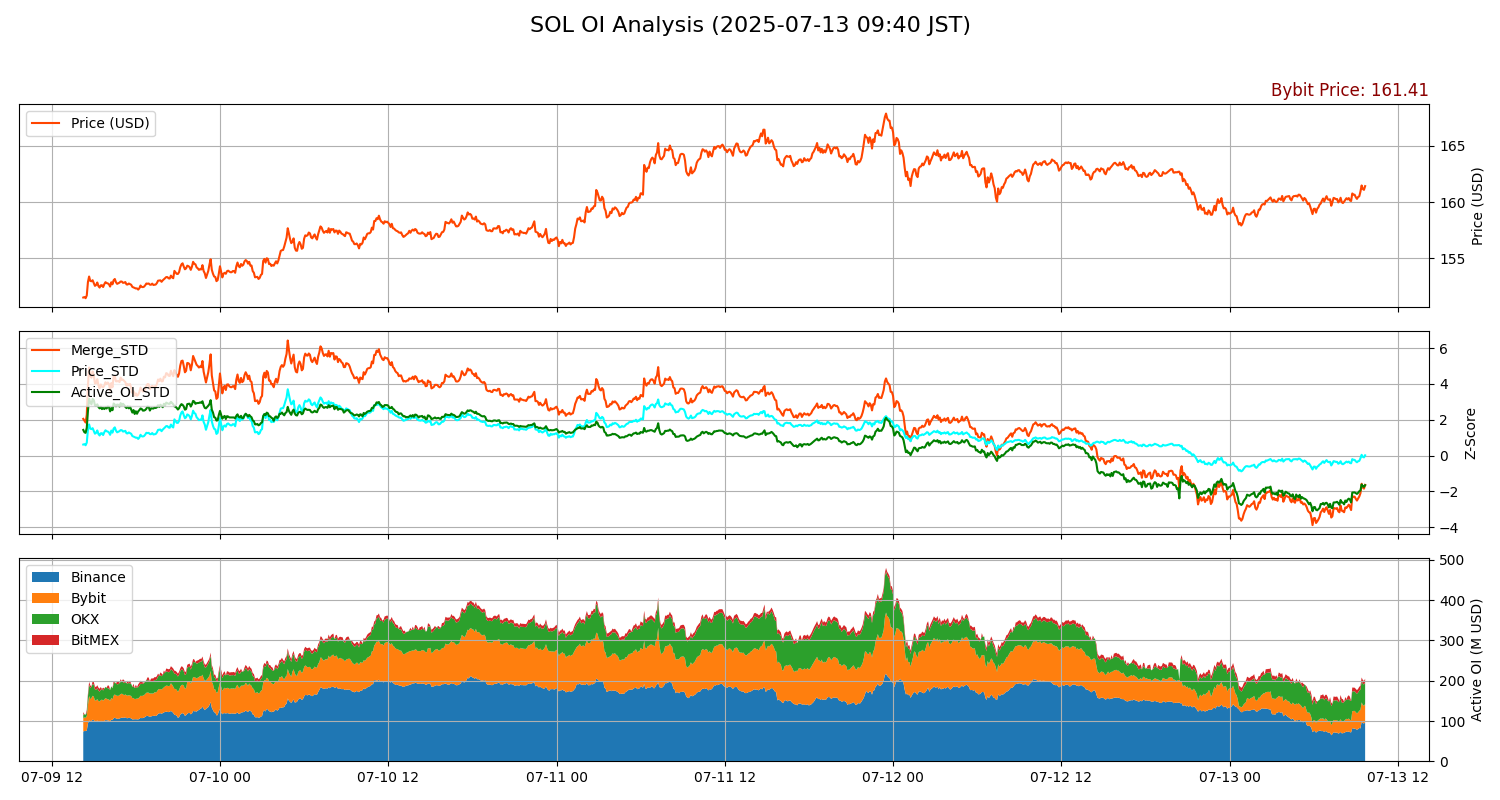 SOL OI Analysis (2025-07-13 09:40 JST)
Bybit Price: 161.41
Price (USD)
165
160
155
Price (USD)
Merge_STD
Price_STD
Active_OI_STD
6
4
2
0
−2
−4
Z-Score
Binance
Bybit
OKX
BitMEX
500
400
300
200
100
0
Active OI (M USD)
07-09 12
07-10 00
07-10 12
07-11 00
07-11 12
07-12 00
07-12 12
07-13 00
07-13 12